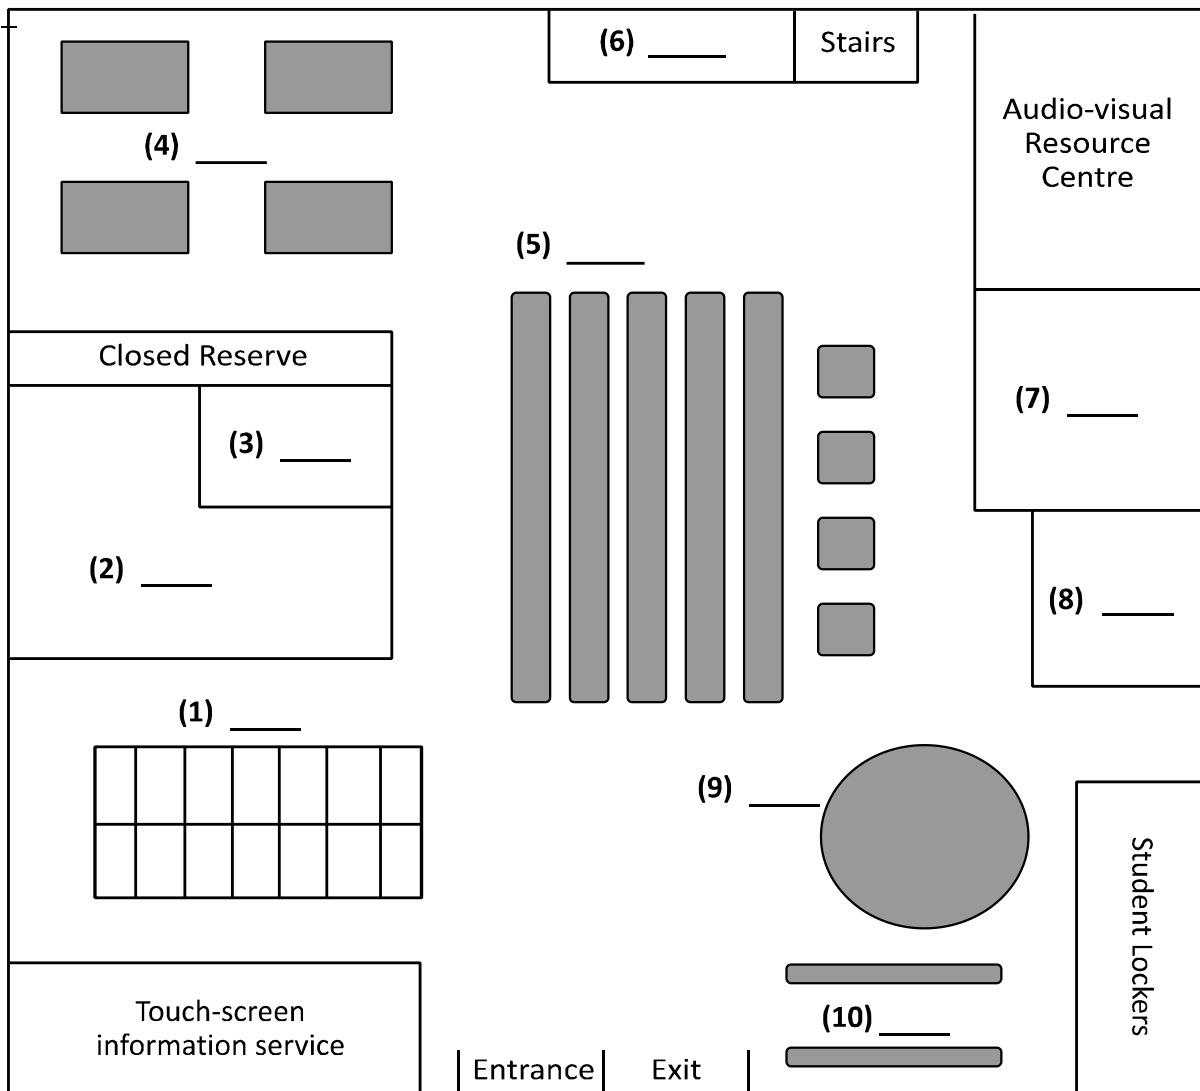 (6) _____ Stairs
Audio-visual
Resource
Centre
(4) _____
(5) _____
Closed Reserve
(7) _____
(3) _____
(2) _____
(8) _____
(1) _____
(9) _____
Student Lockers
Touch-screen
information service
(10) _____
Entrance Exit